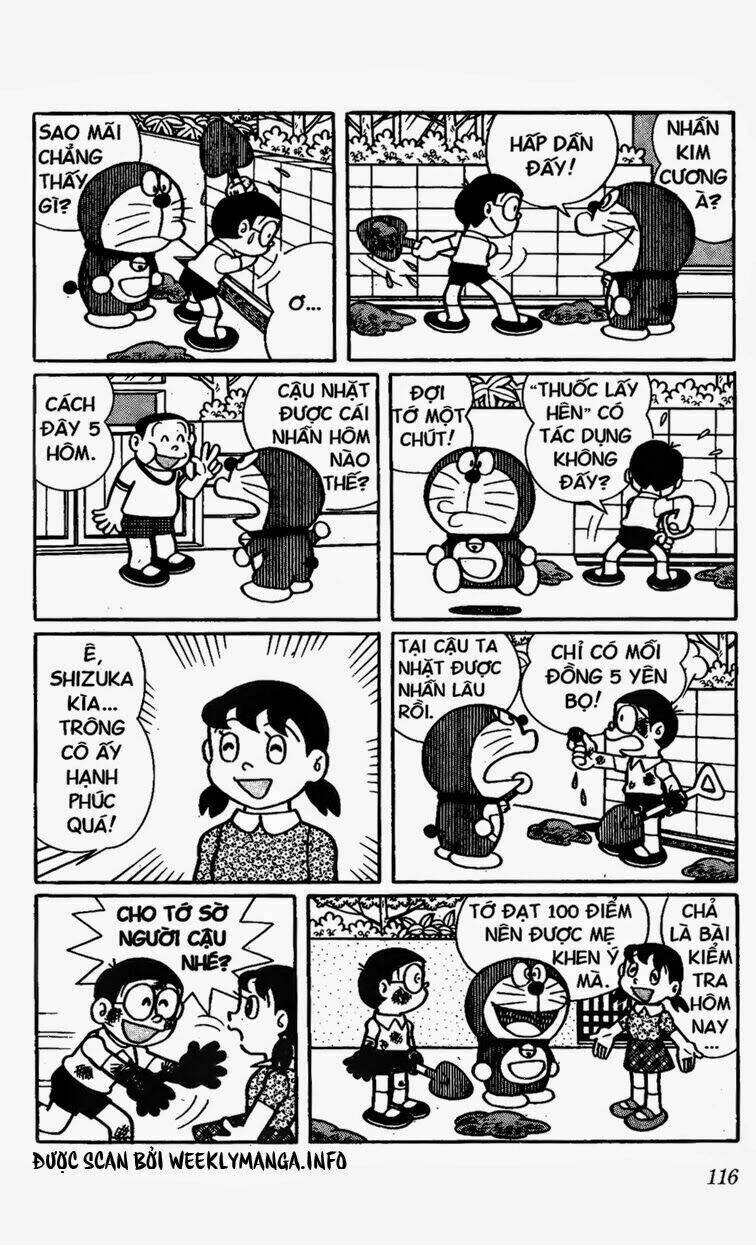 NHẪN
KIM
CƯƠNG
À?
HẤP DẪN
ĐẤY!
Ơ...
SAO MÃI
CHẲNG
THẤY
GÌ?
“THUỐC LẤY
HÊN” CÓ
TÁC DỤNG
KHÔNG
ĐẤY?
ĐỢI
TỚ MỘT
CHÚT!
CẬU NHẶT
ĐƯỢC CÁI
NHẪN HÔM
NÀO
THẾ?
CÁCH
ĐÂY 5
HÔM.
CHỈ CÓ MỖI
ĐỒNG 5 YÊN
BỌ!
TẠI CẬU TA
NHẶT ĐƯỢC
NHẪN LÂU
RỒI.
Ê,
SHIZUKA
KÌA...
TRÔNG
CÔ ẤY
HẠNH
PHÚC
QUÁ!
CHẢ
LÀ BÀI
KIỂM
TRA
HÔM
NAY
...
TỚ ĐẠT 100 ĐIỂM
NÊN ĐƯỢC MẸ
KHEN Ý
MÀ.
CHO TỚ SỜ
NGƯỜI CẬU
NHÉ?
ĐƯỢC SCAN BỞI WEEKLYMANGA.INFO
116